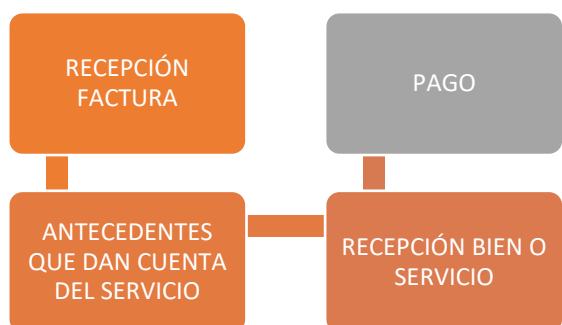 RECEPCIÓN
FACTURA
ANTECEDENTES
QUE DAN CUENTA
DEL SERVICIO
RECEPCIÓN BIEN O
SERVICIO
PAGO